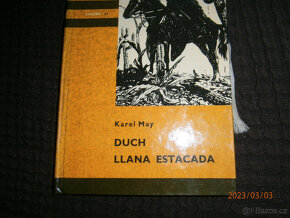 Karel May
DUCH
LLANA ESTACADA
2023/03/03
© Bazos.cz